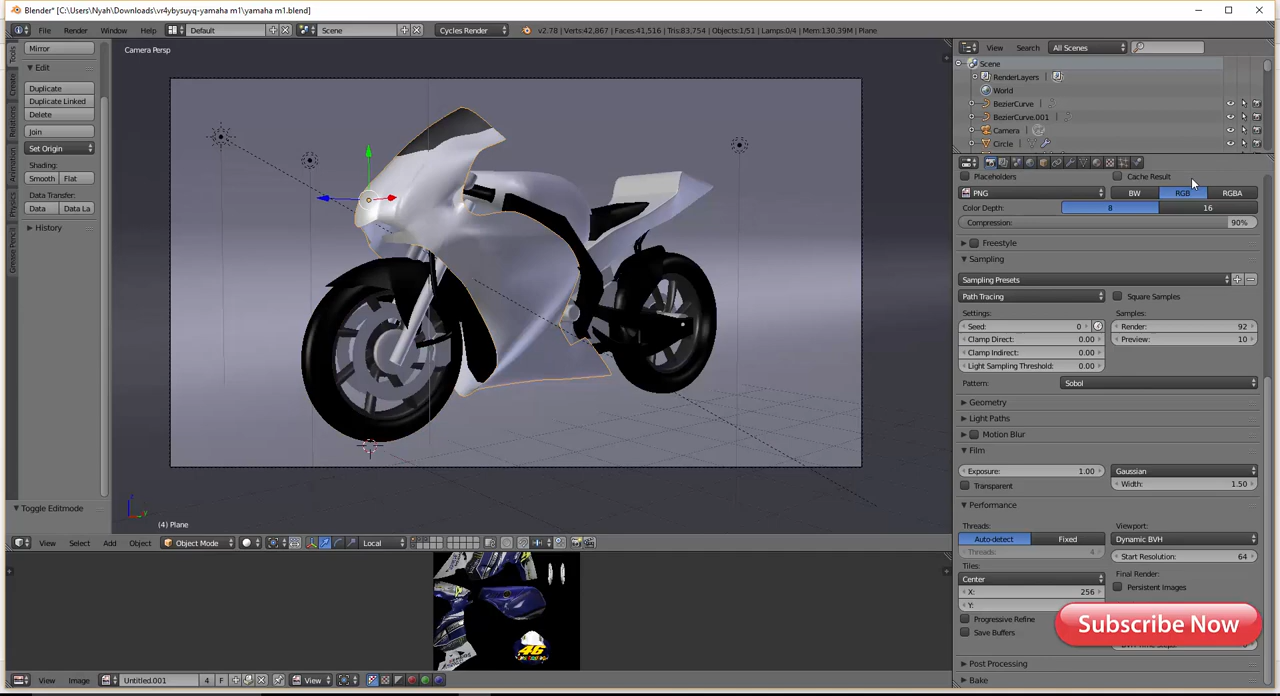 Blender* [C:\Users\Nyah\Downloads\vr4ybysuyq-yamaha m1\yamaha m1.blend]
File Render Window Help Default Scene Cycles Render v2.78 | Verts:42,867 | Faces:41,516 | Tris:83,754 | Objects:1/51 | Lamps:0/4 | Mem:130.39M | Plane
Tools
Create
Relations
Animation
Physics
Grease Pencil
Mirror
Edit
Duplicate
Duplicate Linked
Delete
Join
Set Origin
Shading:
Smooth Flat
Data Transfer:
Data Data La
History
Toggle Editmode
Camera Persp
(4) Plane
View Select Add Object Object Mode Local
46
View Image Untitled.001 4 F View
View Search All Scenes
Scene
RenderLayers
World
BezierCurve
BezierCurve.001
Camera
Circle
Placeholders Cache Result
PNG BW RGB RGBA
Color Depth: 8 16
Compression: 90%
Freestyle
Sampling
Sampling Presets
Path Tracing Square Samples
Settings: Samples:
Seed: 0 Render: 92
Clamp Direct: 0.00 Preview: 10
Clamp Indirect: 0.00
Light Sampling Threshold: 0.00
Pattern: Sobol
Geometry
Light Paths
Motion Blur
Film
Exposure: 1.00 Gaussian
Transparent Width: 1.50
Performance
Threads: Viewport:
Auto-detect Fixed Dynamic BVH
Threads: 4 Start Resolution: 64
Tiles: Final Render:
Center Persistent Images
X: 256
Y:
Progressive Refine
Save Buffers
Subscribe Now
Post Processing
Bake